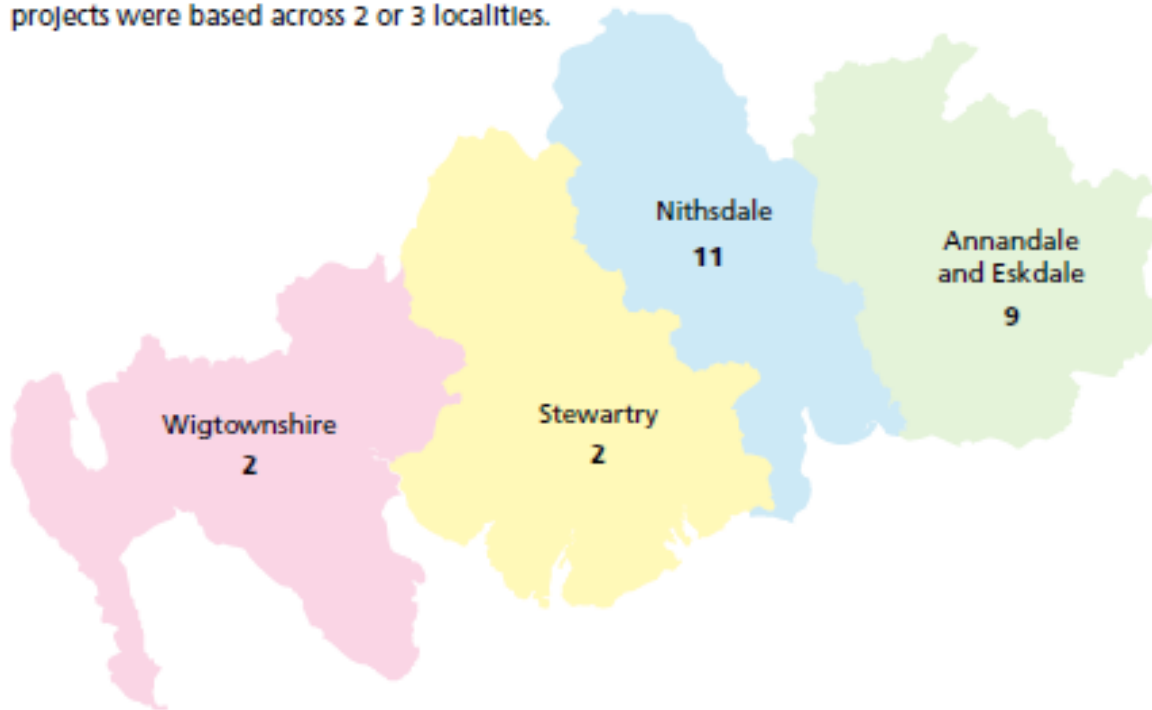 projects were based across 2 or 3 localities.
Nithsdale
11
Annandale
and Eskdale
9
Wigtownshire
2
Stewartry
2